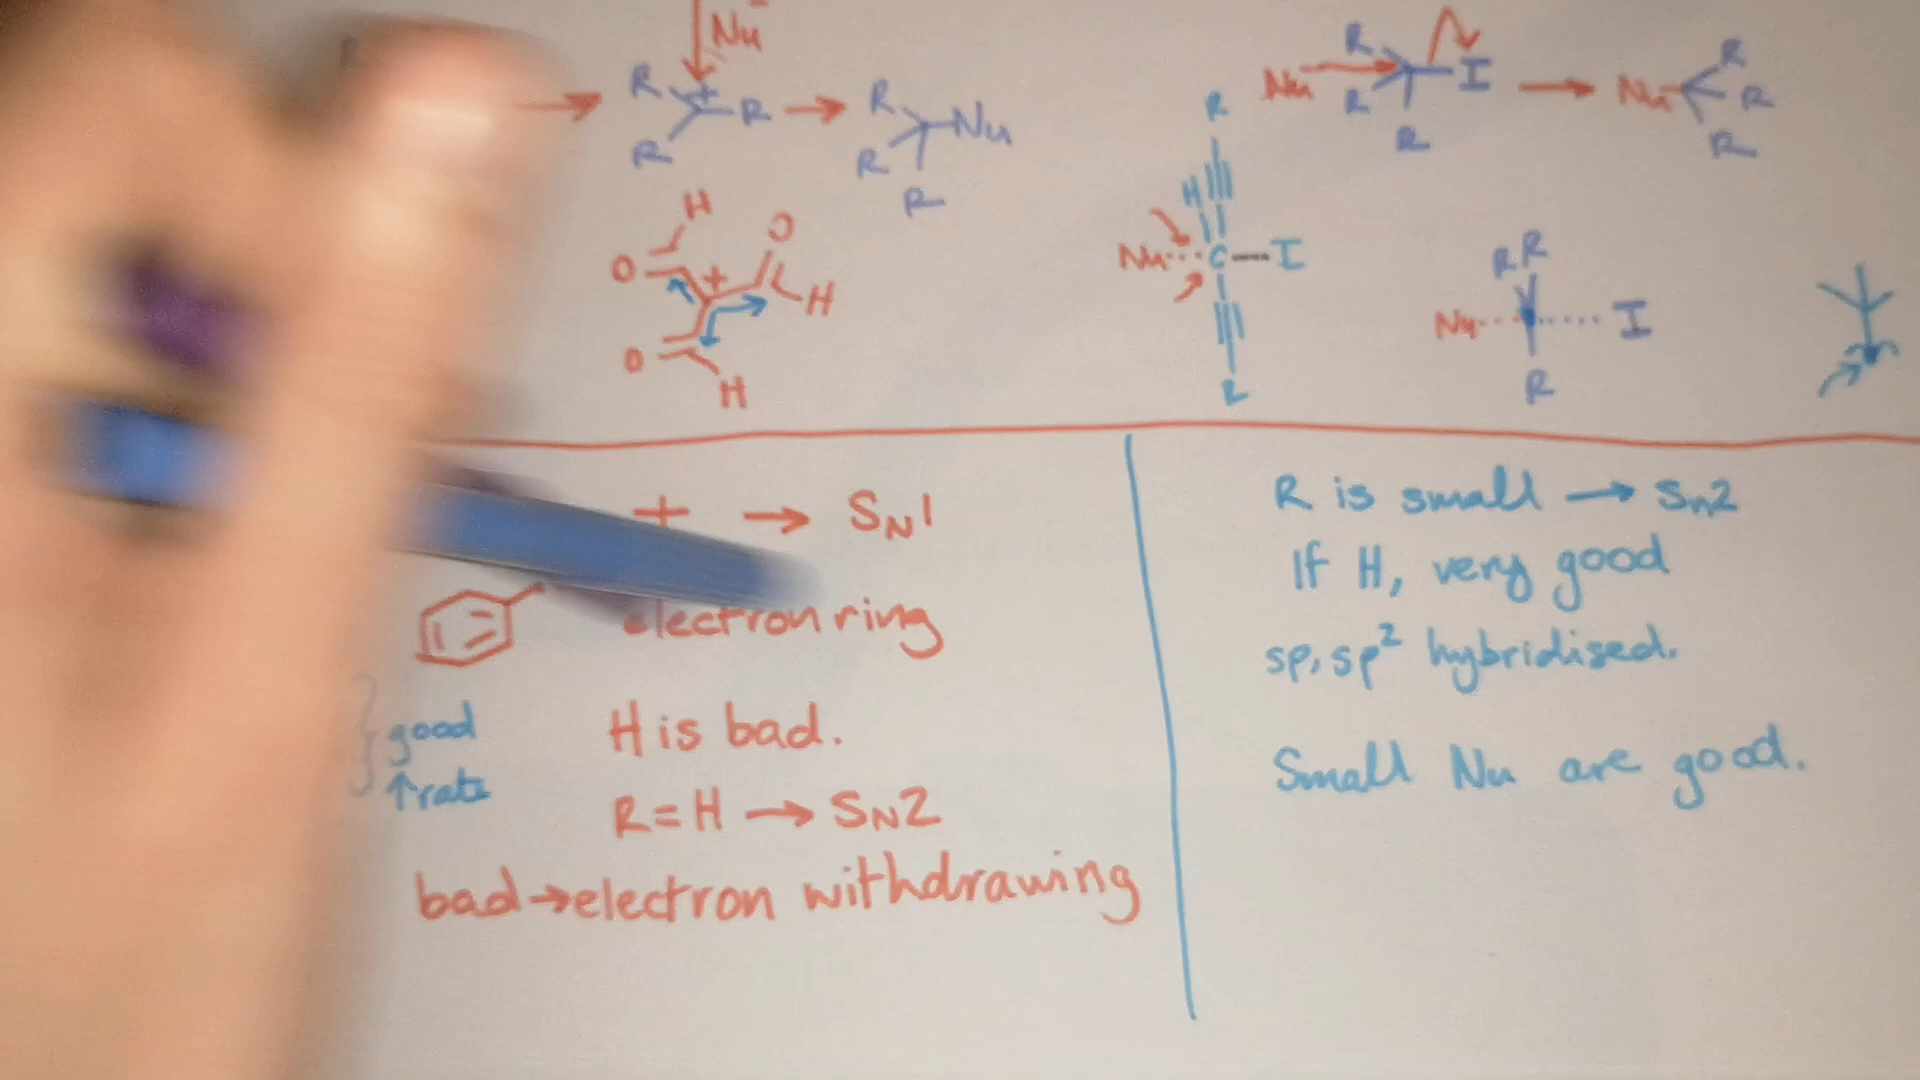 Nu⁻
R + R R
R Nu R R
H O O + H O H
Nu R R I R
Nu R R R
R H Nu C I R
R R Nu I R
+ → SN1
electron ring
good
↑rate
H is bad.
R = H → SN2
bad → electron withdrawing
R is small → Sn2
If H, very good
sp, sp² hybridised.
Small Nu are good.